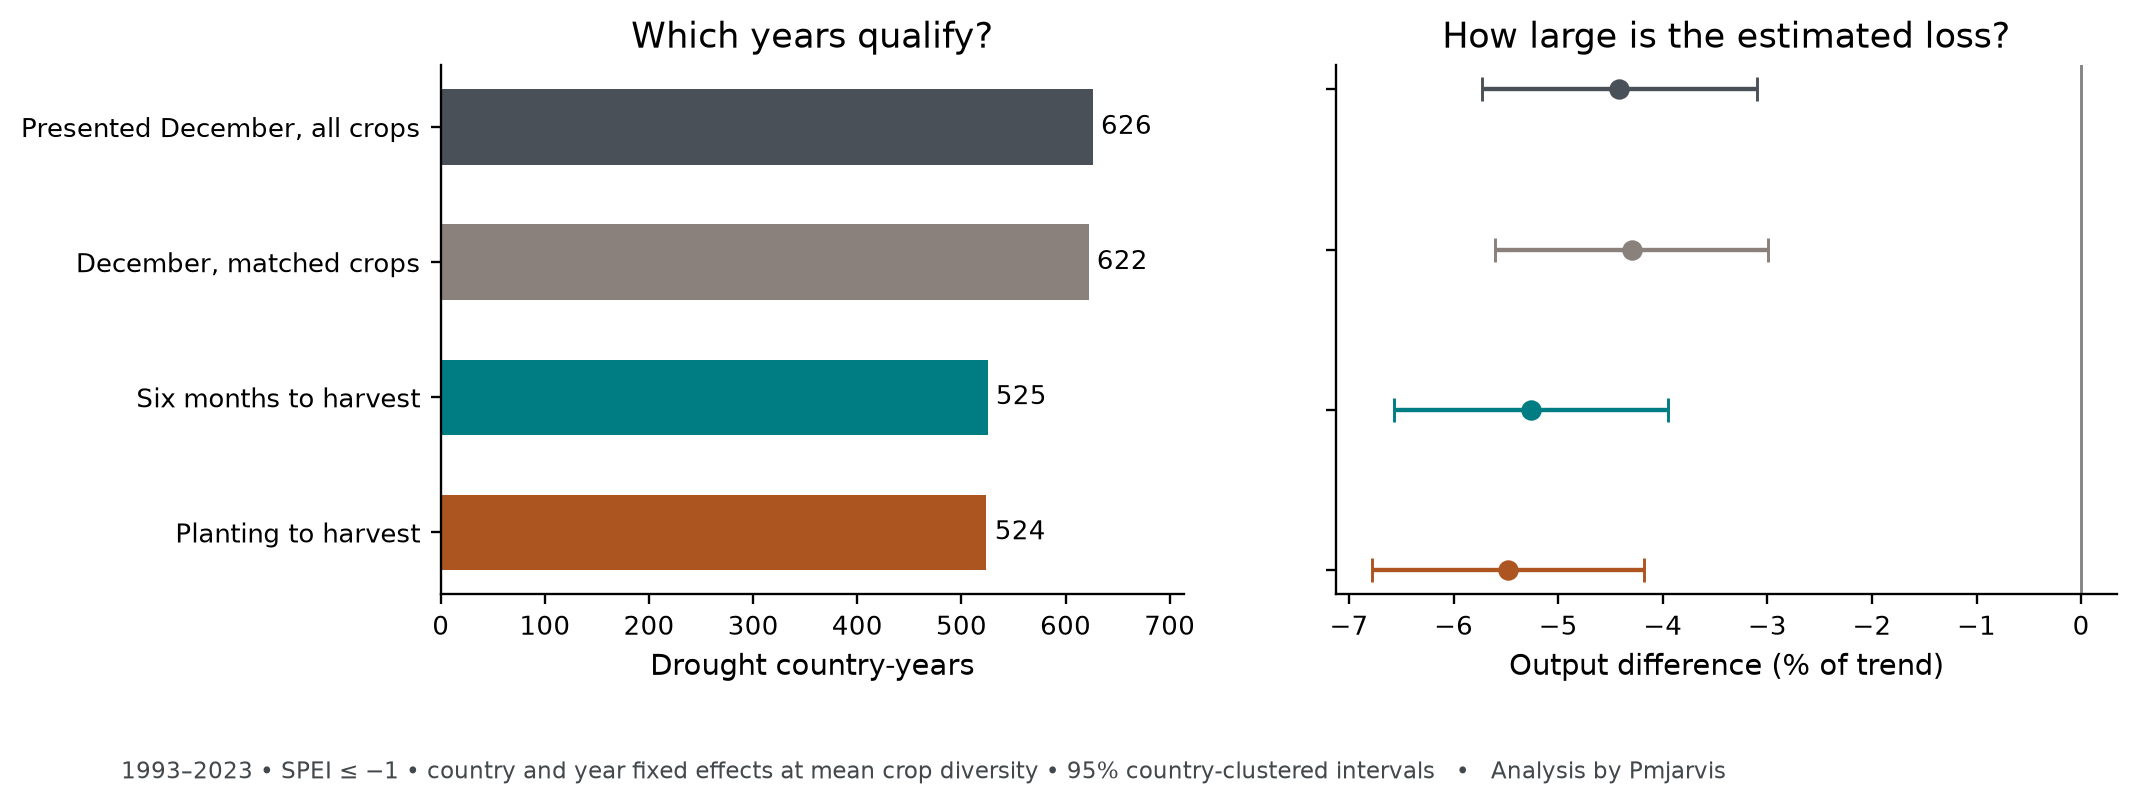 Which years qualify?
Presented December, all crops
626
December, matched crops
622
Six months to harvest
525
Planting to harvest
524
0 100 200 300 400 500 600 700
Drought country-years
How large is the estimated loss?
−7 −6 −5 −4 −3 −2 −1 0
Output difference (% of trend)
1993–2023 • SPEI ≤ −1 • country and year fixed effects at mean crop diversity • 95% country-clustered intervals • Analysis by Pmjarvis